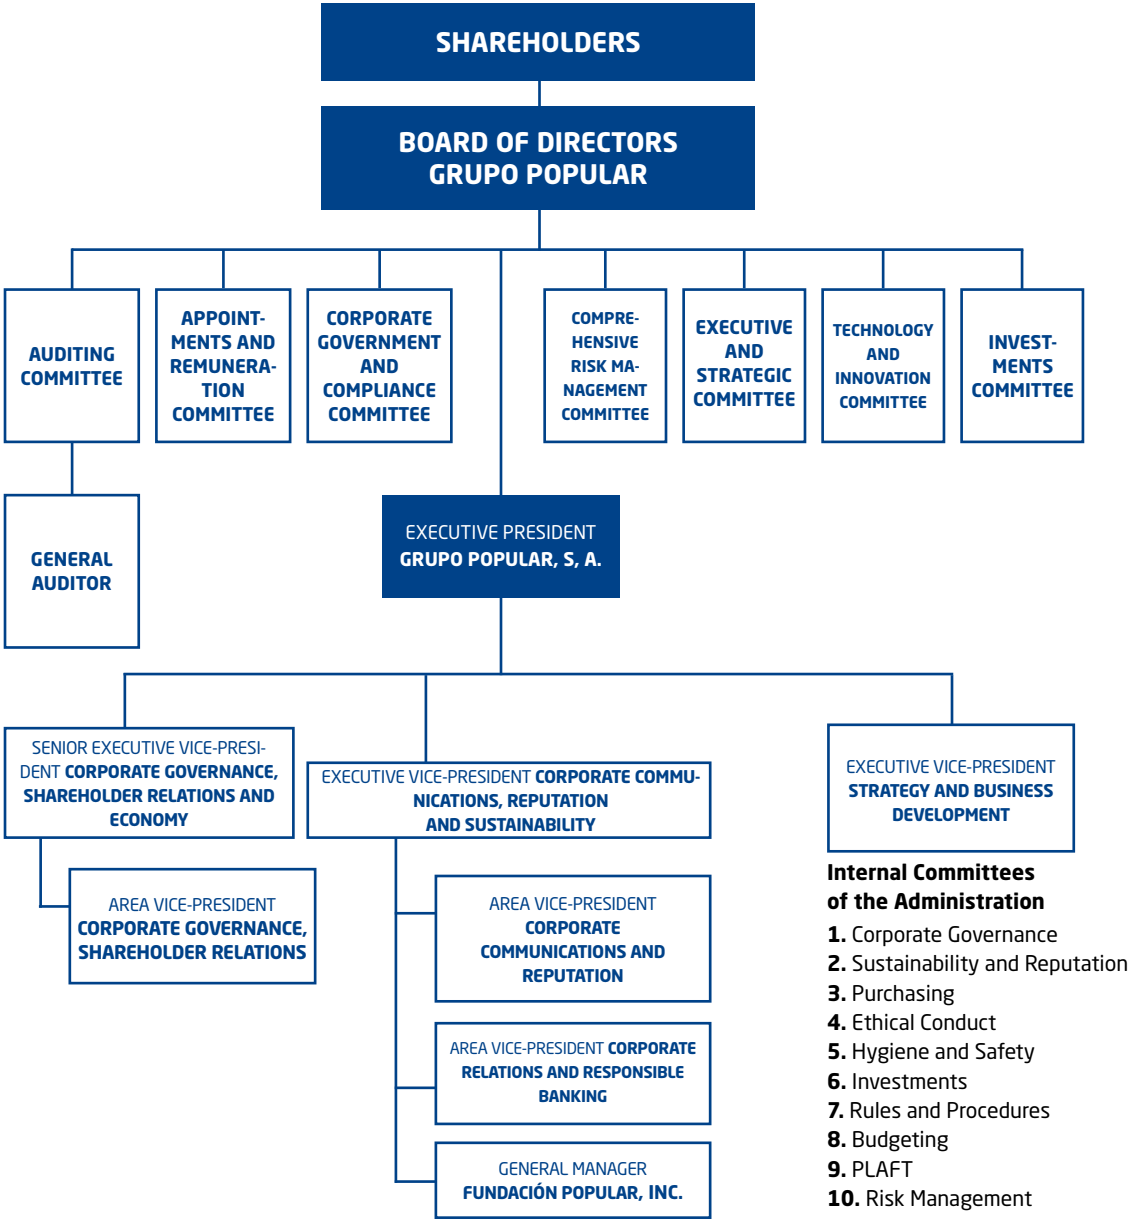 SHAREHOLDERS
BOARD OF DIRECTORS
GRUPO POPULAR
AUDITING
COMMITTEE
APPOINT-
MENTS AND
REMUNERA-
TION
COMMITTEE
CORPORATE
GOVERNMENT
AND
COMPLIANCE
COMMITTEE
COMPRE-
HENSIVE
RISK MA-
NAGEMENT
COMMITTEE
EXECUTIVE
AND
STRATEGIC
COMMITTEE
TECHNOLOGY
AND
INNOVATION
COMMITTEE
INVEST-
MENTS
COMMITTEE
GENERAL
AUDITOR
EXECUTIVE PRESIDENT
GRUPO POPULAR, S, A.
SENIOR EXECUTIVE VICE-PRESI-
DENT CORPORATE GOVERNANCE,
SHAREHOLDER RELATIONS AND
ECONOMY
AREA VICE-PRESIDENT
CORPORATE GOVERNANCE,
SHAREHOLDER RELATIONS
EXECUTIVE VICE-PRESIDENT CORPORATE COMMU-
NICATIONS, REPUTATION
AND SUSTAINABILITY
AREA VICE-PRESIDENT
CORPORATE
COMMUNICATIONS AND
REPUTATION
AREA VICE-PRESIDENT CORPORATE
RELATIONS AND RESPONSIBLE
BANKING
GENERAL MANAGER
FUNDACIÓN POPULAR, INC.
EXECUTIVE VICE-PRESIDENT
STRATEGY AND BUSINESS
DEVELOPMENT
Internal Committees
of the Administration
1. Corporate Governance
2. Sustainability and Reputation
3. Purchasing
4. Ethical Conduct
5. Hygiene and Safety
6. Investments
7. Rules and Procedures
8. Budgeting
9. PLAFT
10. Risk Management